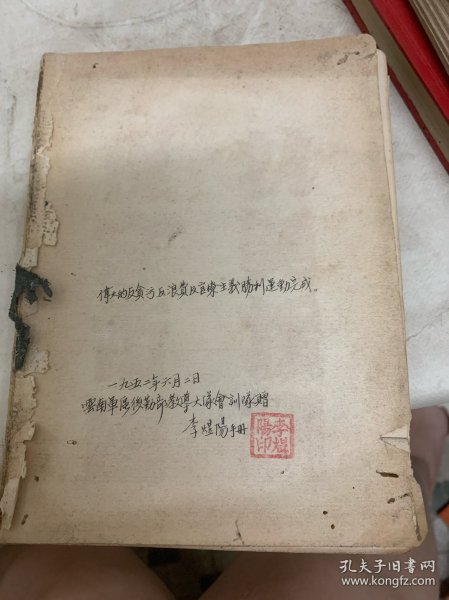 偉大的反貪污反浪費反官僚主義勝利運動完成。
一九五二年六月二日
雲南軍區後勤部教導大隊會訓隊贈
李煜陽手冊
李煜
陽印
孔夫子旧书网
www.kongfz.com